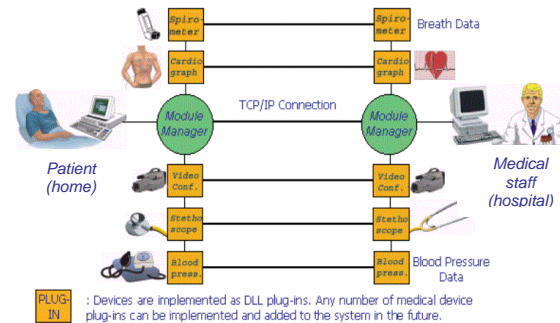 Spiro-
meter
Spiro-
meter
Breath Data
Cardio
graph
Cardio
graph
Module
Manager
TCP/IP Connection
Module
Manager
Patient
(home)
Medical
staff
(hospital)
Video
Conf.
Video
Conf.
Stetho
scope
Stetho
scope
Blood
press.
Blood
press.
Blood Pressure
Data
PLUG-
IN
: Devices are implemented as DLL plug-ins. Any number of medical device
plug-ins can be implemented and added to the system in the future.